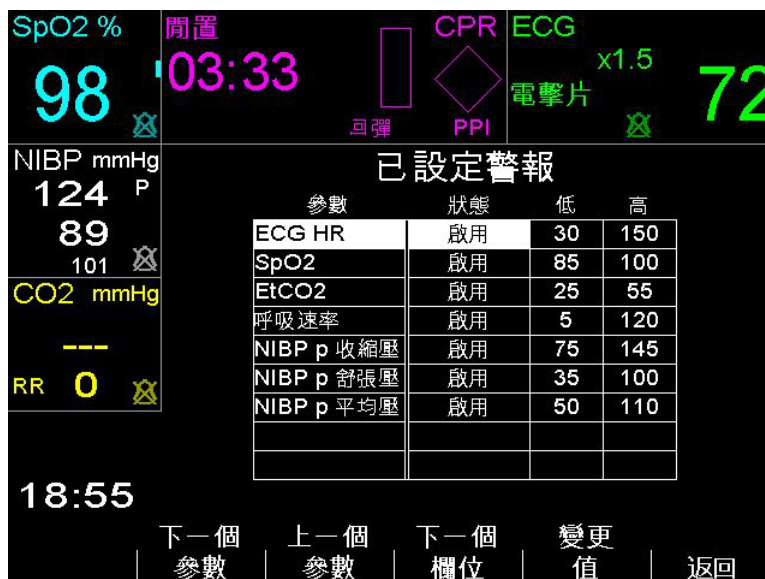 SpO2 %
98
閒置
03:33
回彈
CPR
PPI
ECG
x1.5
電擊片
72
NIBP mmHg
124 P
89
101
CO2 mmHg
---
RR 0
18:55
已設定警報
參數 狀態 低 高
ECG HR 啟用 30 150
SpO2 啟用 85 100
EtCO2 啟用 25 55
呼吸速率 啟用 5 120
NIBP p 收縮壓 啟用 75 145
NIBP p 舒張壓 啟用 35 100
NIBP p 平均壓 啟用 50 110
下一個
參數
上一個
參數
下一個
欄位
變更
值
返回